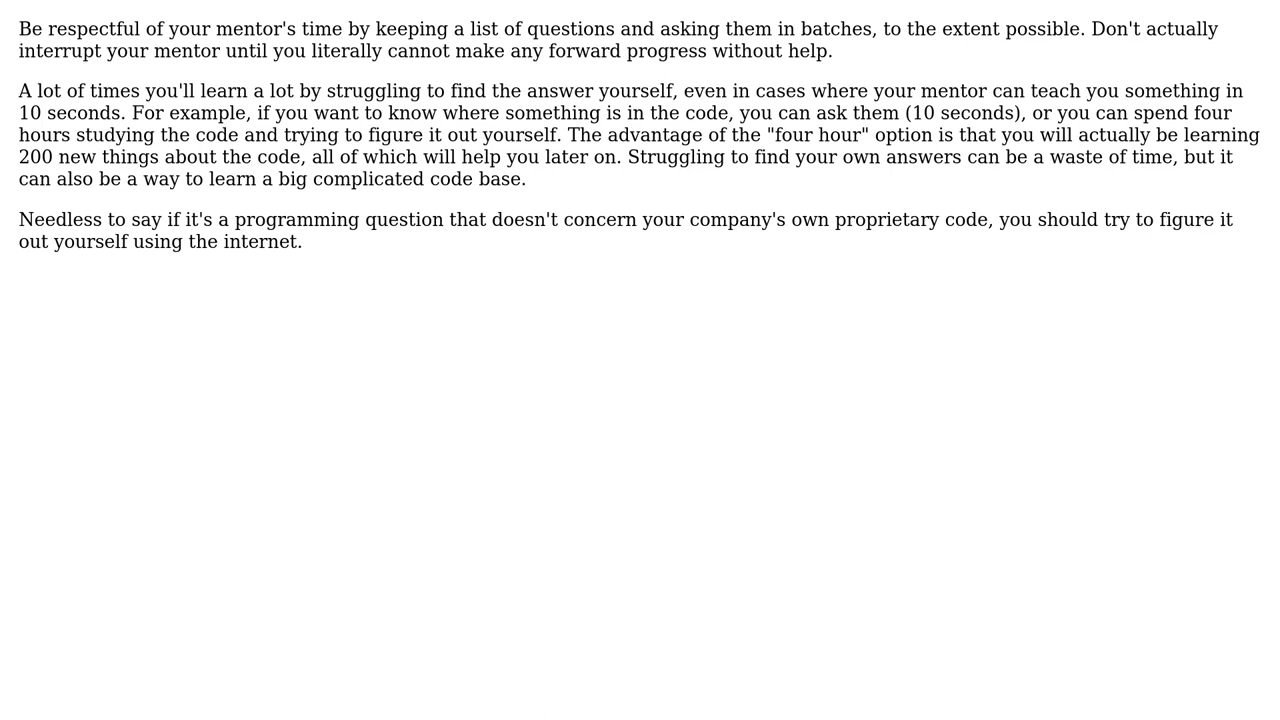 Be respectful of your mentor's time by keeping a list of questions and asking them in batches, to the extent possible. Don't actually
interrupt your mentor until you literally cannot make any forward progress without help.
A lot of times you'll learn a lot by struggling to find the answer yourself, even in cases where your mentor can teach you something in
10 seconds. For example, if you want to know where something is in the code, you can ask them (10 seconds), or you can spend four
hours studying the code and trying to figure it out yourself. The advantage of the "four hour" option is that you will actually be learning
200 new things about the code, all of which will help you later on. Struggling to find your own answers can be a waste of time, but it
can also be a way to learn a big complicated code base.
Needless to say if it's a programming question that doesn't concern your company's own proprietary code, you should try to figure it
out yourself using the internet.